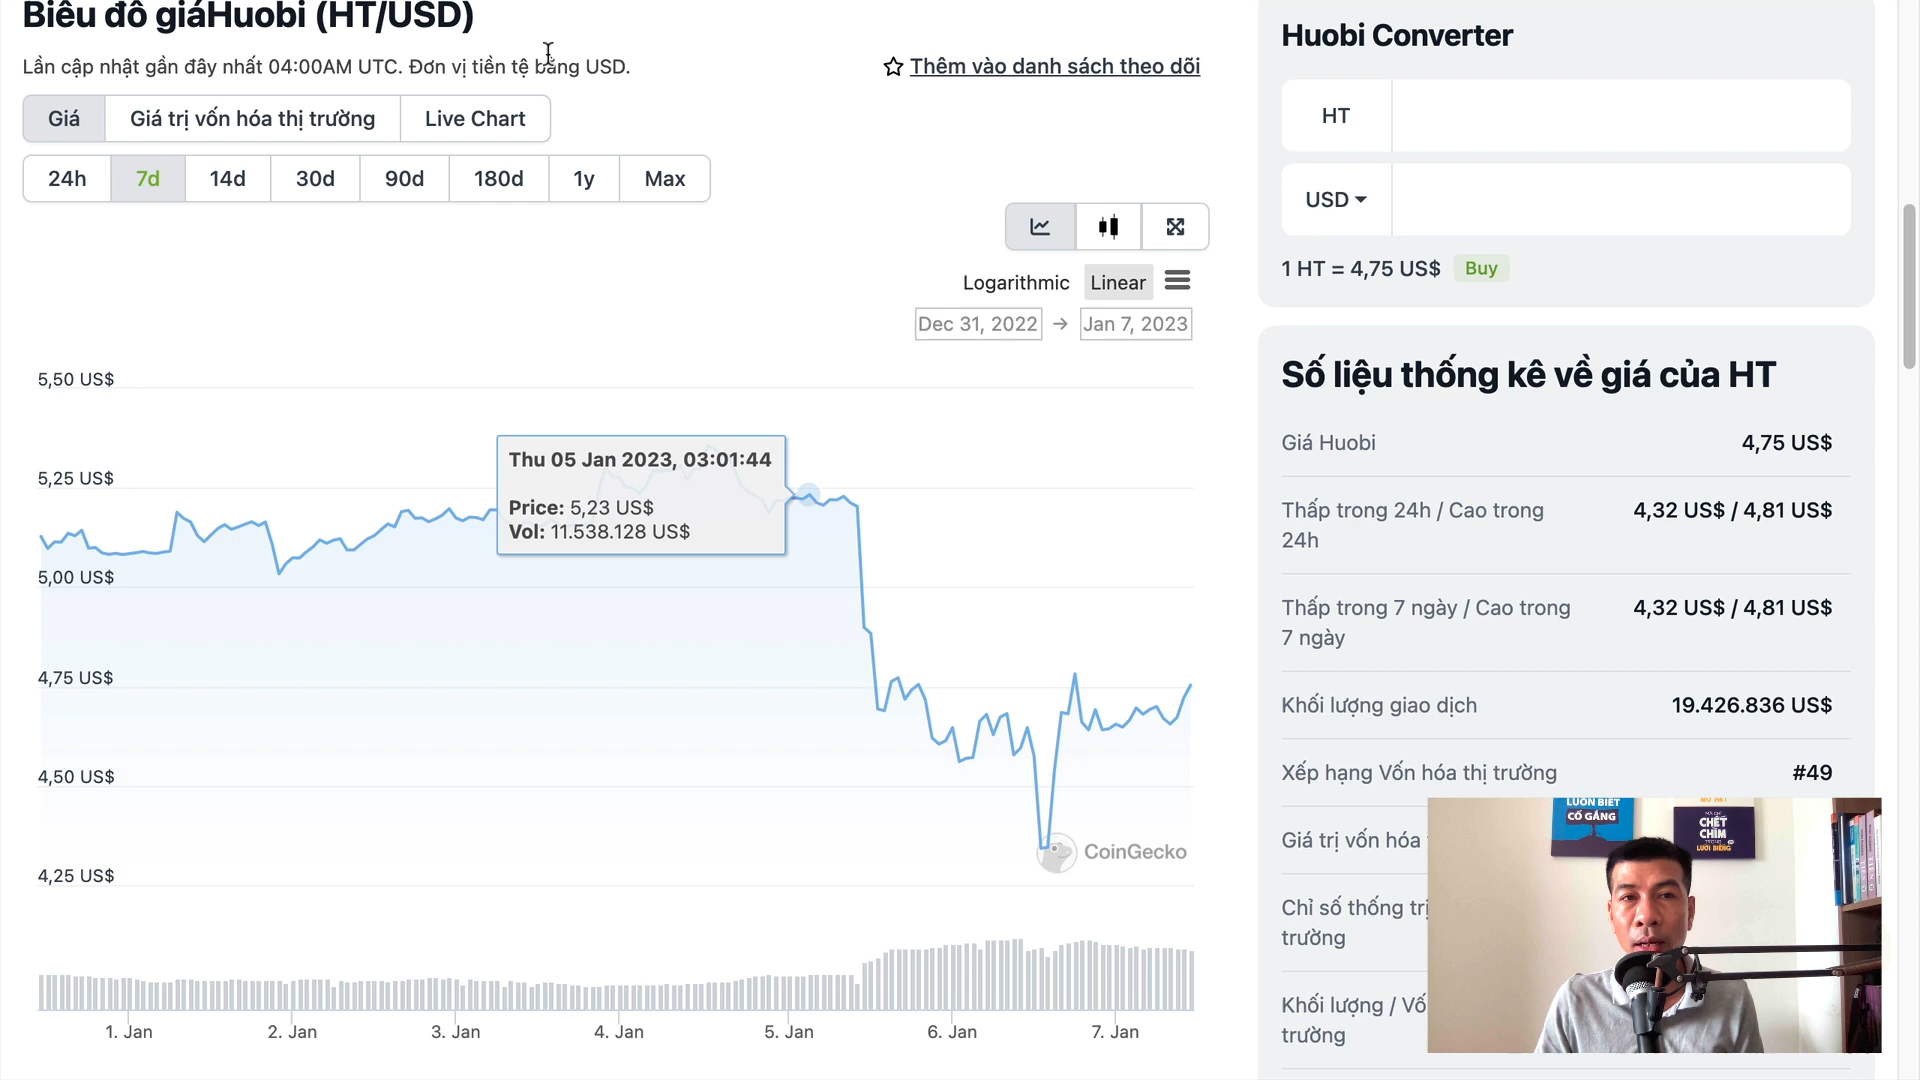 Biểu đồ giáHuobi (HT/USD)
Lần cập nhật gần đây nhất 04:00AM UTC. Đơn vị tiền tệ bằng USD.
Thêm vào danh sách theo dõi
Giá
Giá trị vốn hóa thị trường
Live Chart
24h
7d
14d
30d
90d
180d
1y
Max
Logarithmic
Linear
Dec 31, 2022 → Jan 7, 2023
5,50 US$
5,25 US$
5,00 US$
4,75 US$
4,50 US$
4,25 US$
Thu 05 Jan 2023, 03:01:44
Price: 5,23 US$
Vol: 11.538.128 US$
CoinGecko
1. Jan
2. Jan
3. Jan
4. Jan
5. Jan
6. Jan
7. Jan
Huobi Converter
HT
USD
1 HT = 4,75 US$
Buy
Số liệu thống kê về giá của HT
Giá Huobi
4,75 US$
Thấp trong 24h / Cao trong
24h
4,32 US$ / 4,81 US$
Thấp trong 7 ngày / Cao trong
7 ngày
4,32 US$ / 4,81 US$
Khối lượng giao dịch
19.426.836 US$
Xếp hạng Vốn hóa thị trường
#49
Giá trị vốn hóa
Chỉ số thống trị
trường
Khối lượng / Vố
trường
LUÔN BIẾT
CỐ GẮNG
CHẾT
CHÌM
LƯỜI BIẾNG